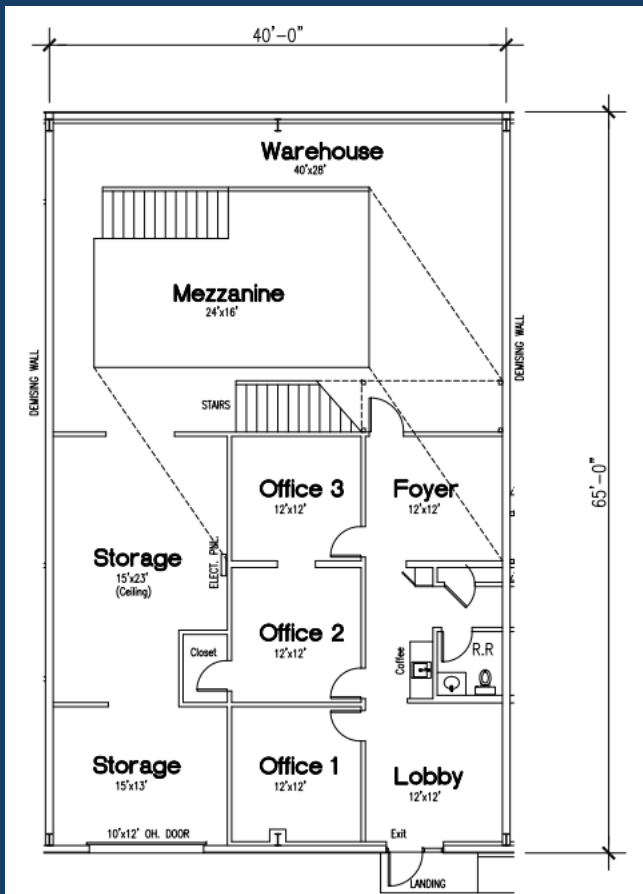 40'-0"
Warehouse
40'x28'
Mezzanine
24'x16'
DEMISING WALL
DEMISING WALL
STAIRS
65'-0"
Office 3
12'x12'
Foyer
12'x12'
Storage
15'x23'
(Ceiling)
ELECT. PNL.
Office 2
12'x12'
Closet
Coffee
R.R
Storage
15'x13'
Office 1
12'x12'
Lobby
12'x12'
10'x12' OH. DOOR
Exit
LANDING